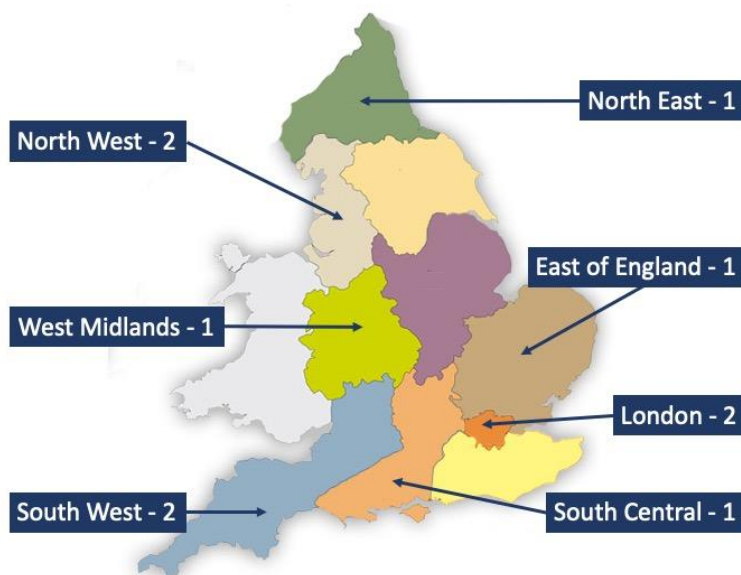 North East - 1
North West - 2
East of England - 1
West Midlands - 1
London - 2
South West - 2
South Central - 1